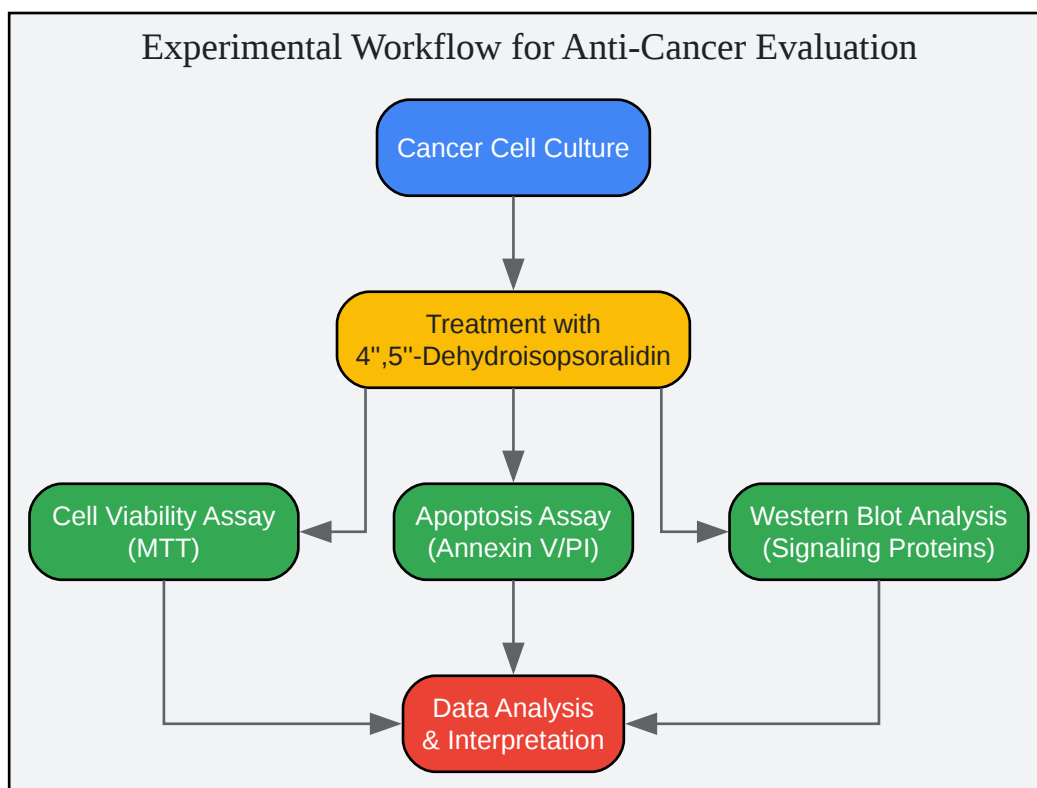 Experimental Workflow for Anti-Cancer Evaluation
Cancer Cell Culture
Treatment with
4'',5''-Dehydroisopsoralidin
Cell Viability Assay
(MTT)
Apoptosis Assay
(Annexin V/PI)
Western Blot Analysis
(Signaling Proteins)
Data Analysis
& Interpretation